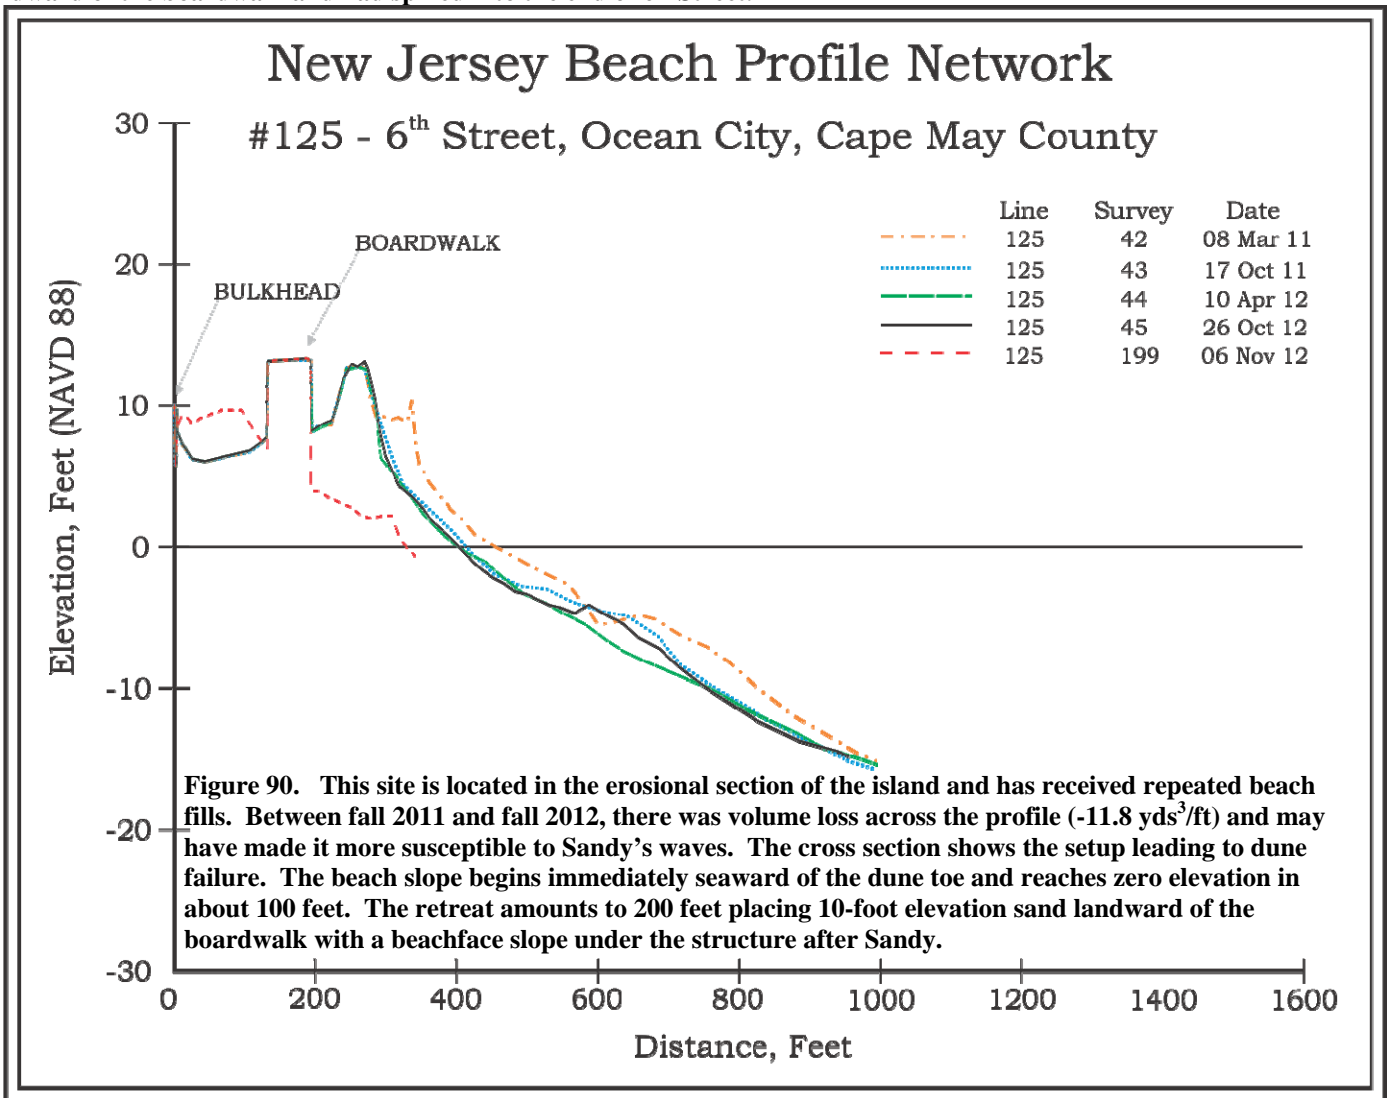 New Jersey Beach Profile Network
#125 - 6th Street, Ocean City, Cape May County
Line Survey Date
125 42 08 Mar 11
125 43 17 Oct 11
125 44 10 Apr 12
125 45 26 Oct 12
125 199 06 Nov 12
BOARDWALK
BULKHEAD
Elevation, Feet (NAVD 88)
30
20
10
0
-10
-20
-30
Figure 90. This site is located in the erosional section of the island and has received repeated beach
fills. Between fall 2011 and fall 2012, there was volume loss across the profile (-11.8 yds3/ft) and may
have made it more susceptible to Sandy's waves. The cross section shows the setup leading to dune
failure. The beach slope begins immediately seaward of the dune toe and reaches zero elevation in
about 100 feet. The retreat amounts to 200 feet placing 10-foot elevation sand landward of the
boardwalk with a beachface slope under the structure after Sandy.
0 200 400 600 800 1000 1200 1400 1600
Distance, Feet